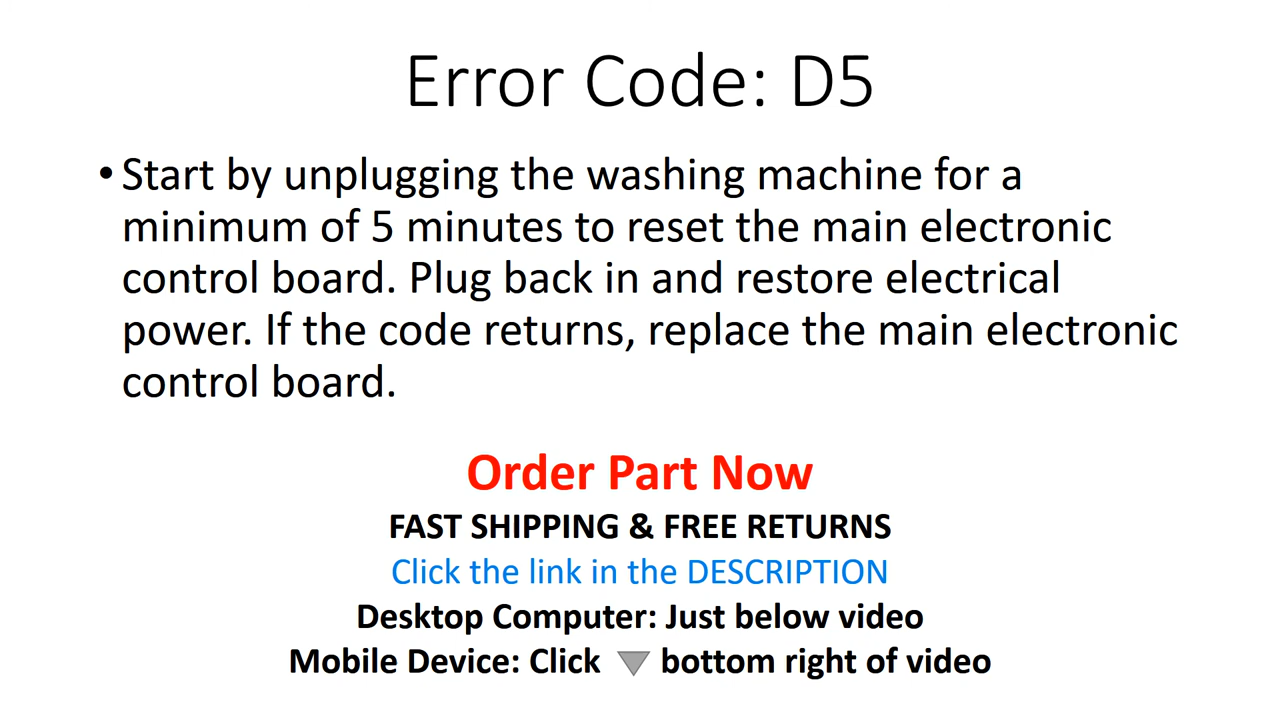 Error Code: D5
• Start by unplugging the washing machine for a
minimum of 5 minutes to reset the main electronic
control board. Plug back in and restore electrical
power. If the code returns, replace the main electronic
control board.
Order Part Now
FAST SHIPPING & FREE RETURNS
Click the link in the DESCRIPTION
Desktop Computer: Just below video
Mobile Device: Click bottom right of video